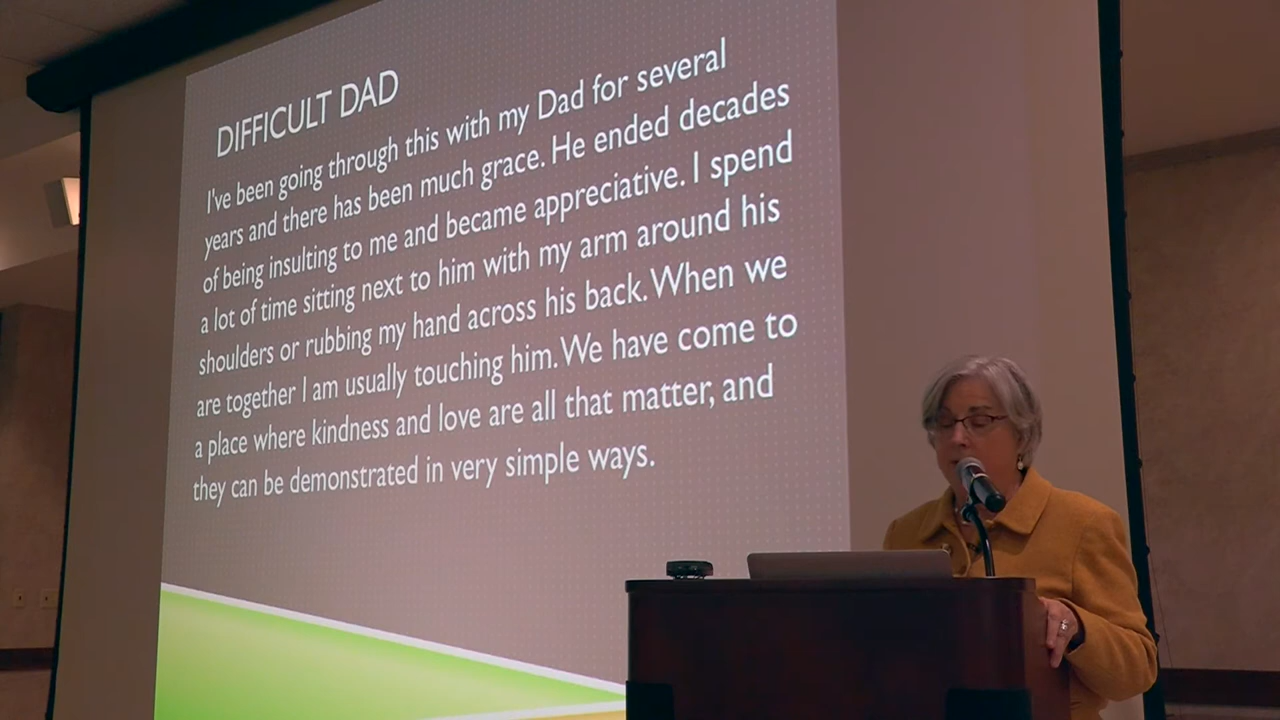 DIFFICULT DAD
I've been going through this with my Dad for several
years and there has been much grace. He ended decades
of being insulting to me and became appreciative. I spend
a lot of time sitting next to him with my arm around his
shoulders or rubbing my hand across his back. When we
are together I am usually touching him. We have come to
a place where kindness and love are all that matter, and
they can be demonstrated in very simple ways.